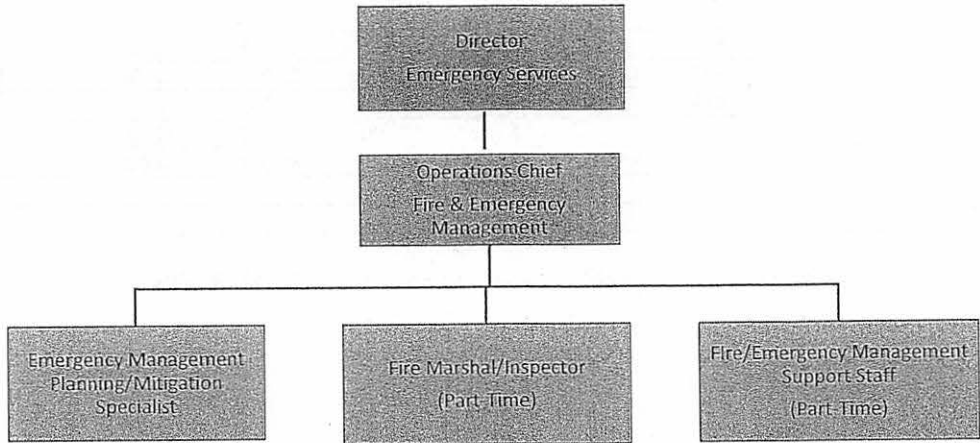 Director
Emergency Services
Operations Chief
Fire & Emergency
Management
Emergency Management
Planning/Mitigation
Specialist
Fire Marshal/Inspector
(Part-Time)
Fire/Emergency Management
Support Staff
(Part-Time)